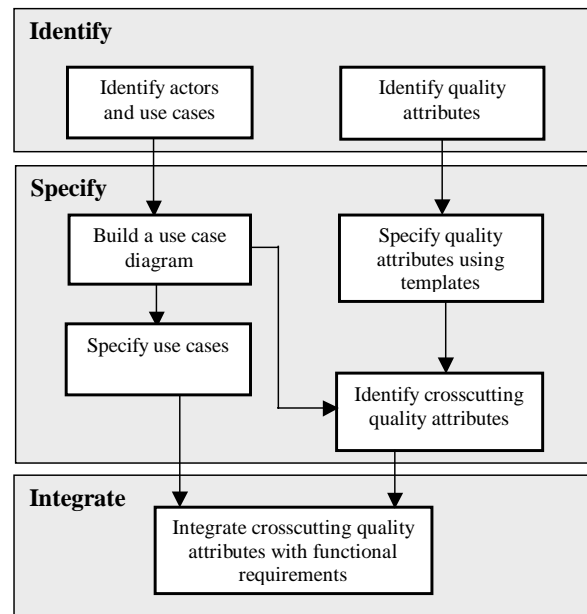 Identify
Identify actors
and use cases
Identify quality
attributes
Specify
Build a use case
diagram
Specify quality
attributes using
templates
Specify use cases
Identify crosscutting
quality attributes
Integrate
Integrate crosscutting quality
attributes with functional
requirements